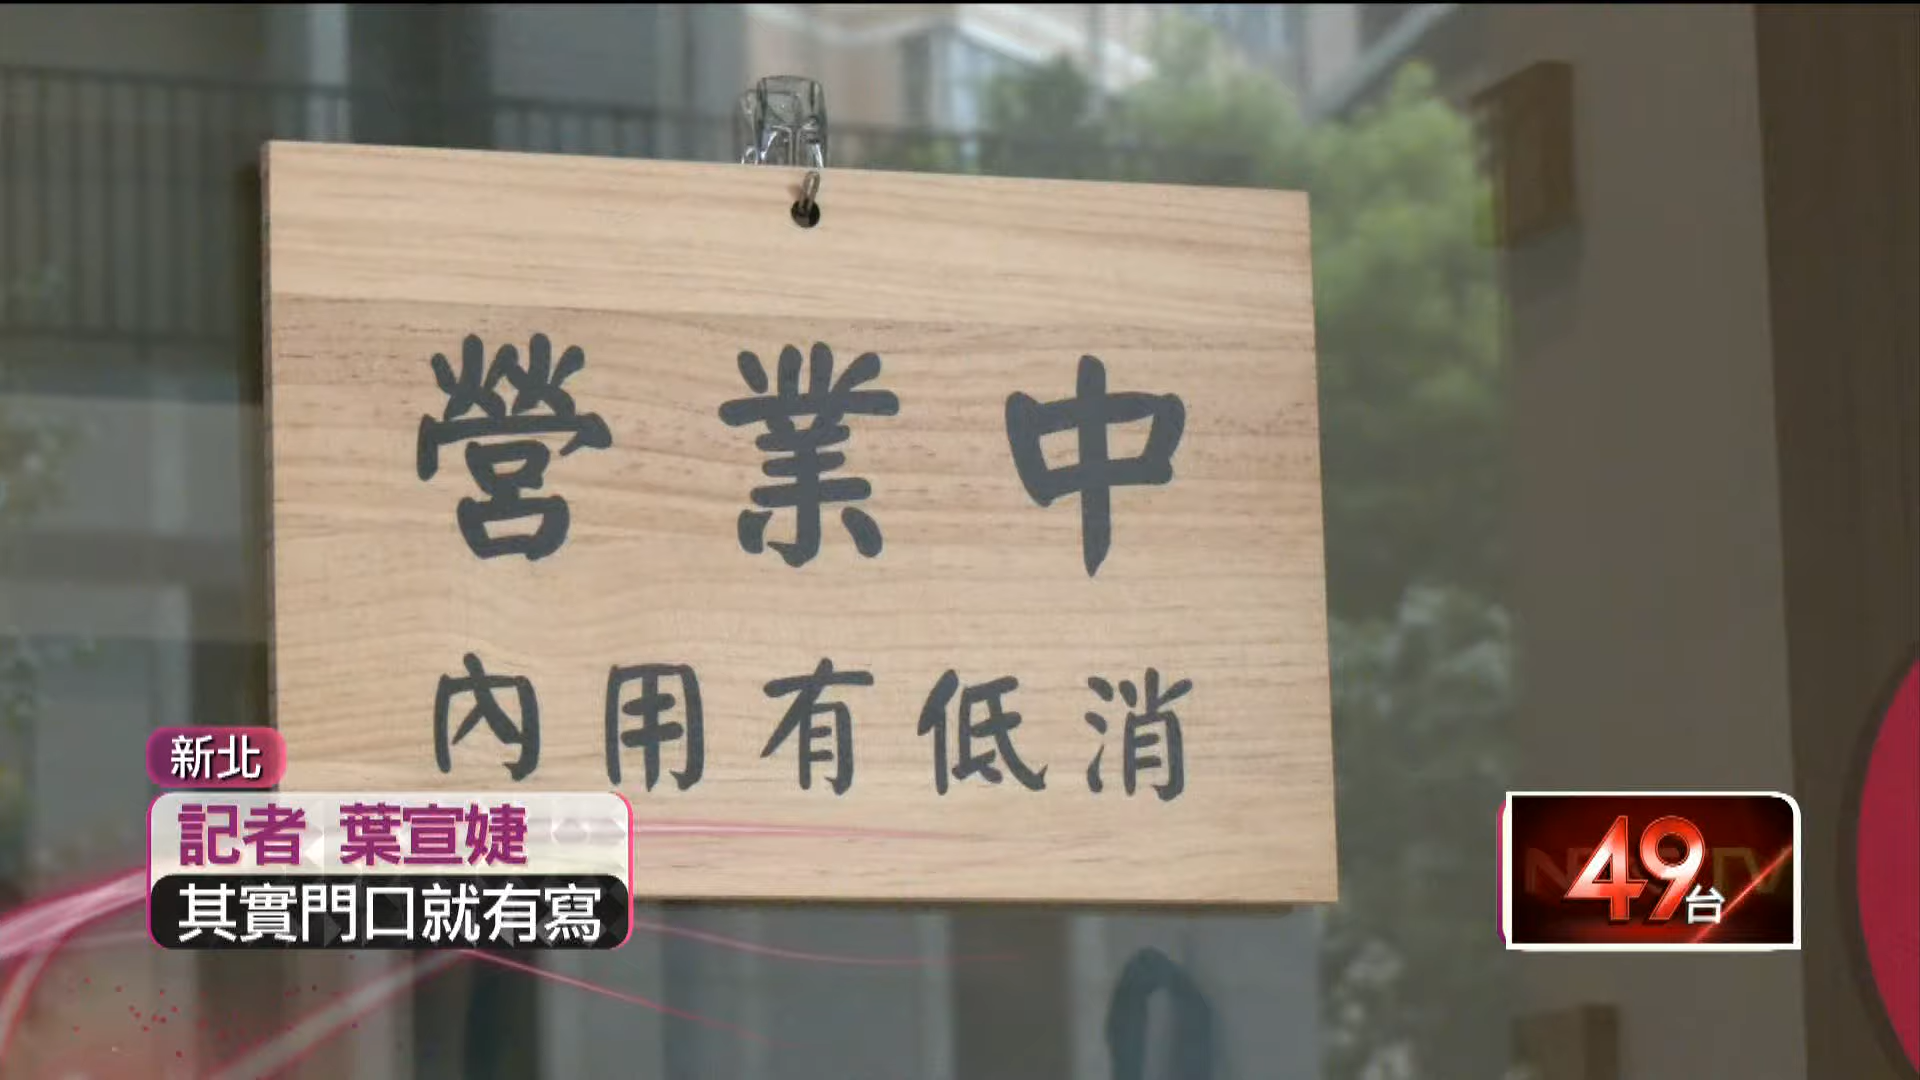 營業中
內用有低消
新北
記者 葉宣婕
其實門口就有寫
49台